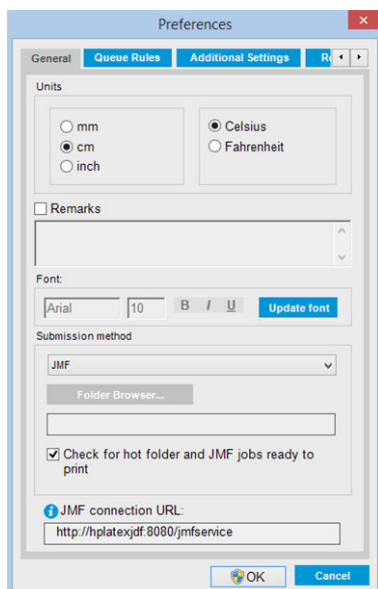 Preferences
General Queue Rules Additional Settings
Units
mm
cm
inch
Celsius
Fahrenheit
Remarks
Font:
Arial 10 B I U Update font
Submission method
JMF
Folder Browser...
Check for hot folder and JMF jobs ready to
print
JMF connection URL:
http://hplatexjdf:8080/jmfservice
OK Cancel